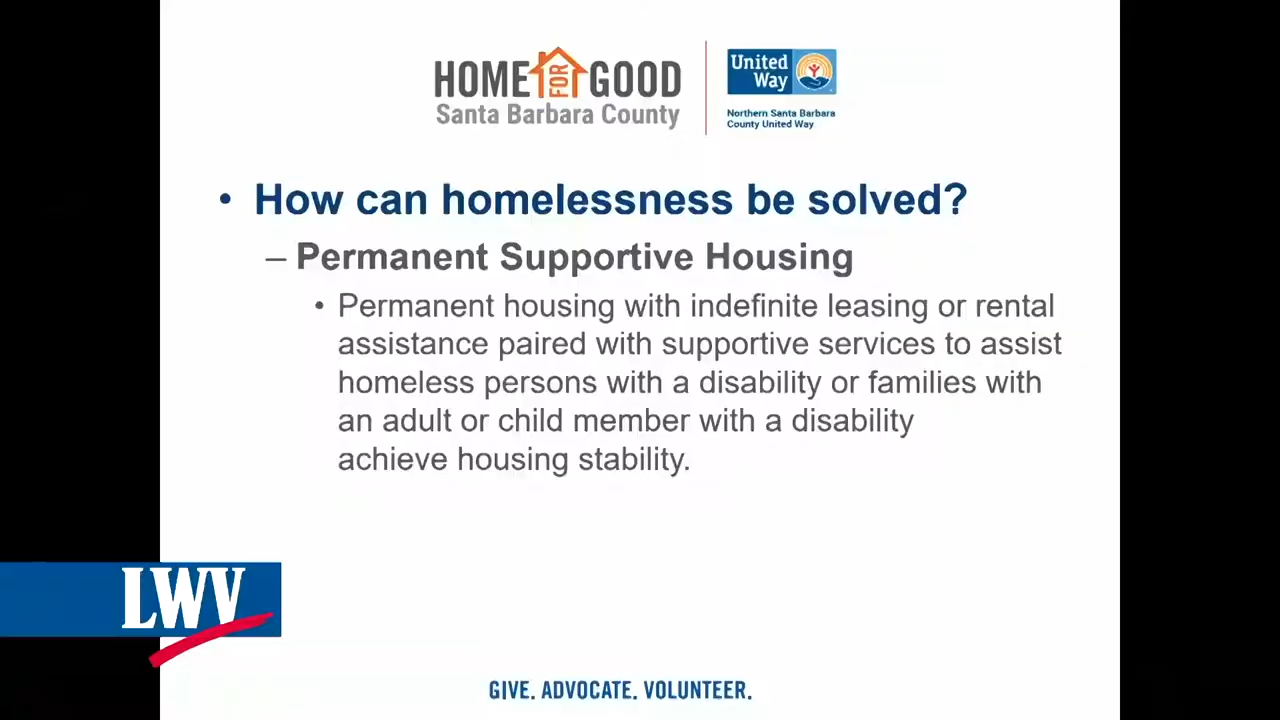 HOME FOR GOOD
Santa Barbara County
United
Way
Northern Santa Barbara
County United Way
• How can homelessness be solved?
– Permanent Supportive Housing
• Permanent housing with indefinite leasing or rental
assistance paired with supportive services to assist
homeless persons with a disability or families with
an adult or child member with a disability
achieve housing stability.
LWV
GIVE. ADVOCATE. VOLUNTEER.